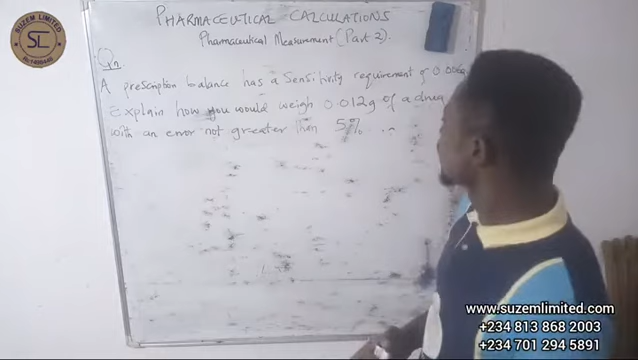 SUZEM LIMITED
SL
PHARMACEUTICAL CALCULATIONS
Pharmaceutical Measurement (Part 2).
Qn
A prescription balance has a sensitivity requirement of 0.006g
Explain how you would weigh 0.012g of a drug
with an error not greater than 5% ...
www.suzemlimited.com
+234 813 868 2003
+234 701 294 5891